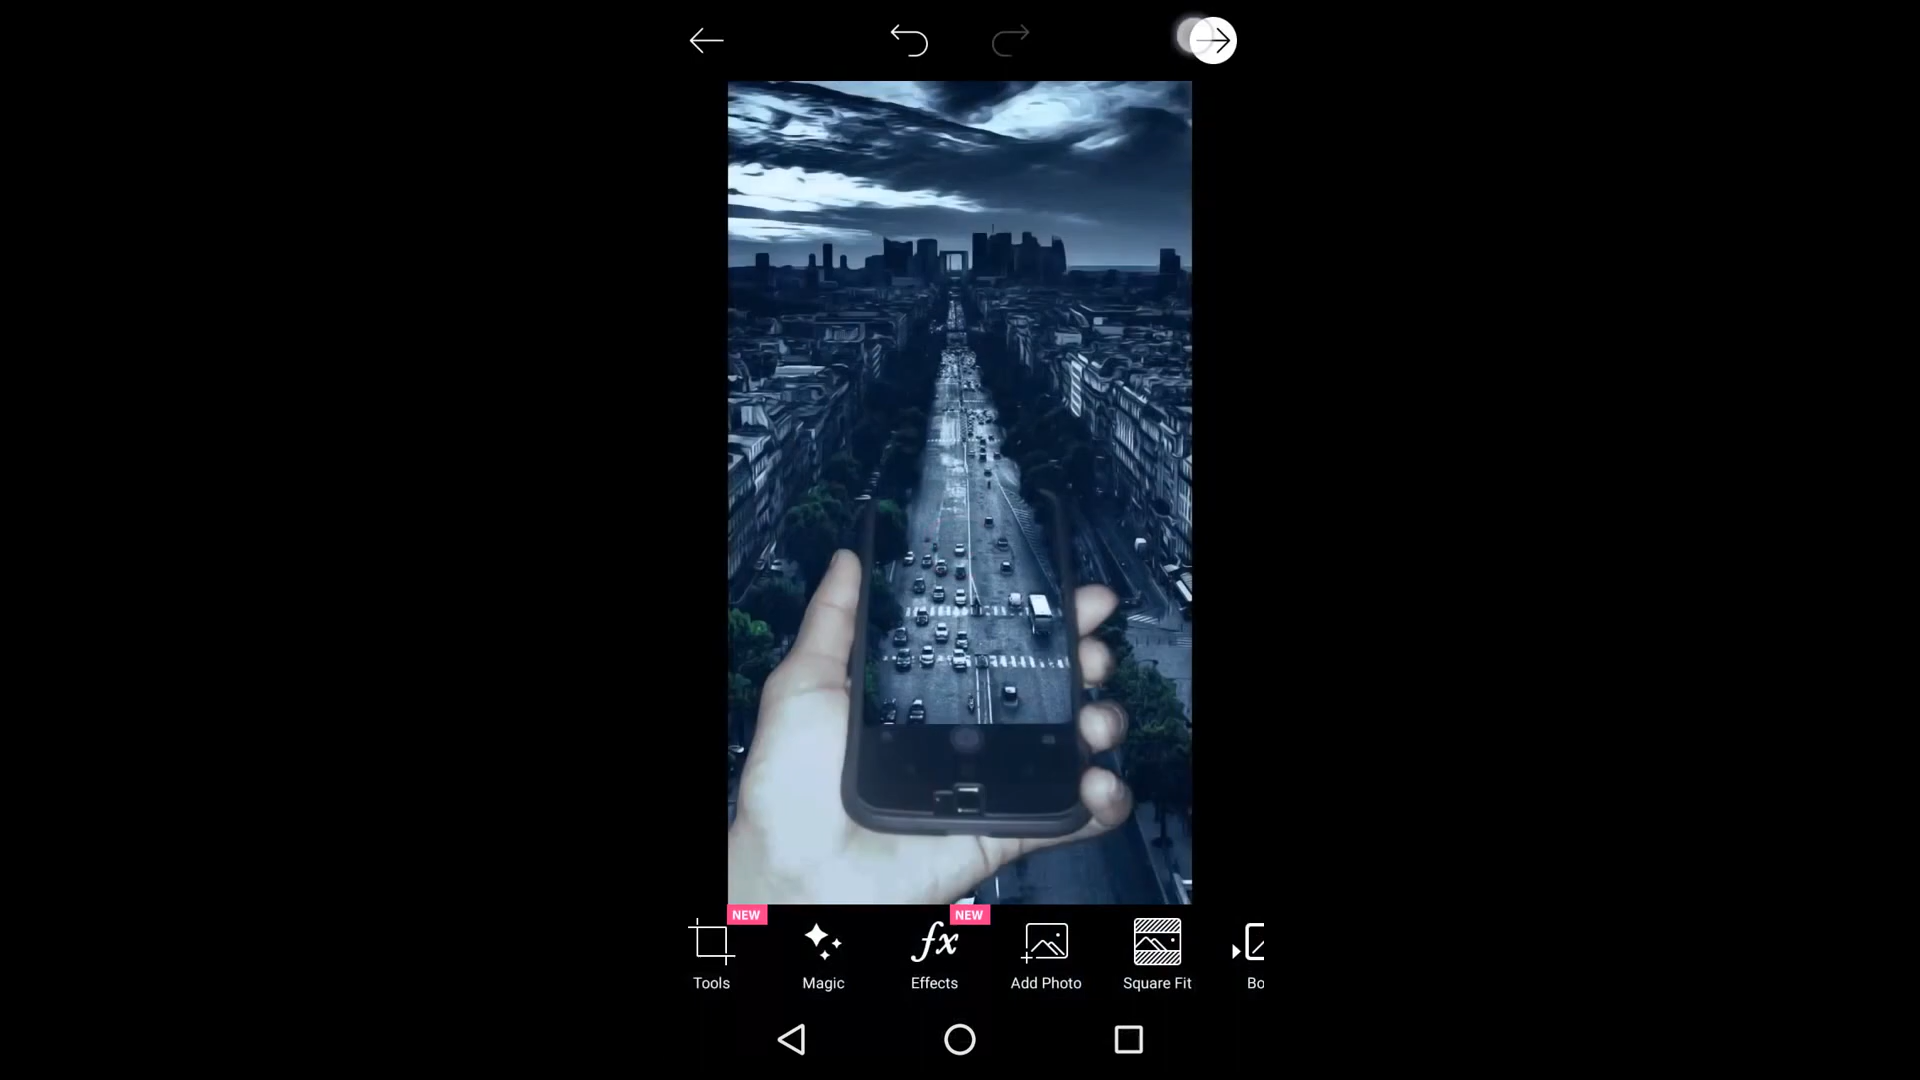 NEW
NEW
Tools
Magic
fx
Effects
Add Photo
Square Fit
Bo